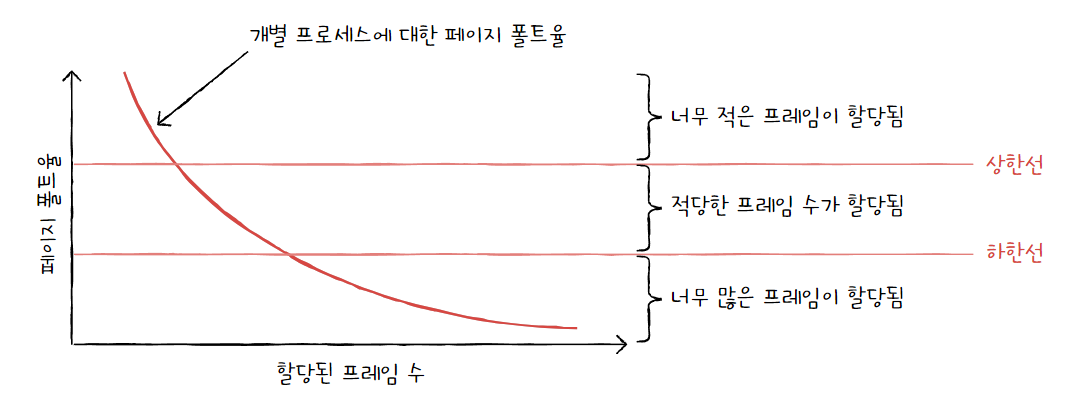 개별 프로세스에 대한 페이지 폴트율
너무 적은 프레임이 할당됨
상한선
페이지 폴트율
적당한 프레임 수가 할당됨
하한선
너무 많은 프레임이 할당됨
할당된 프레임 수